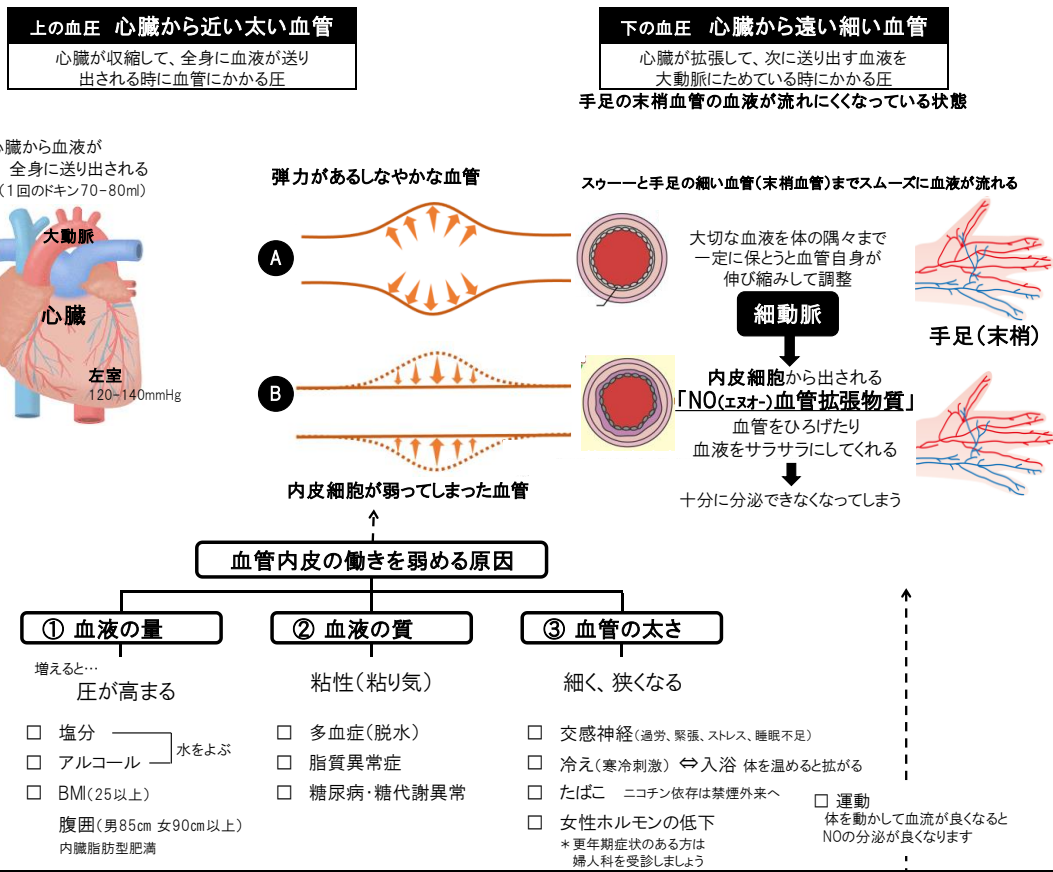 上の血圧 心臓から近い太い血管
心臓が収縮して、全身に血液が送り
出される時に血管にかかる圧
下の血圧 心臓から遠い細い血管
心臓が拡張して、次に送り出す血液を
大動脈にためている時にかかる圧
手足の末梢血管の血液が流れにくくなっている状態
心臓から血液が
全身に送り出される
(1回のドキン70-80ml)
大動脈
心臓
左室
120-140mmHg
弾力があるしなやかな血管
A
B
内皮細胞が弱ってしまった血管
スゥーーと手足の細い血管(末梢血管)までスムーズに血液が流れる
大切な血液を体の隅々まで
一定に保とうと血管自身が
伸び縮みして調整
細動脈
手足(末梢)
内皮細胞から出される
「NO(エヌオー)血管拡張物質」
血管をひろげたり
血液をサラサラにしてくれる
十分に分泌できなくなってしまう
血管内皮の働きを弱める原因
① 血液の量
増えると…
圧が高まる
□ 塩分
□ アルコール
水をよぶ
□ BMI(25以上)
腹囲(男85㎝ 女90㎝以上)
内臓脂肪型肥満
② 血液の質
粘性(粘り気)
□ 多血症(脱水)
□ 脂質異常症
□ 糖尿病・糖代謝異常
③ 血管の太さ
細く、狭くなる
□ 交感神経(過労、緊張、ストレス、睡眠不足)
□ 冷え(寒冷刺激) ⇔入浴 体を温めると拡がる
□ たばこ ニコチン依存は禁煙外来へ
□ 女性ホルモンの低下
＊更年期症状のある方は
婦人科を受診しましょう
□ 運動
体を動かして血流が良くなると
NOの分泌が良くなります